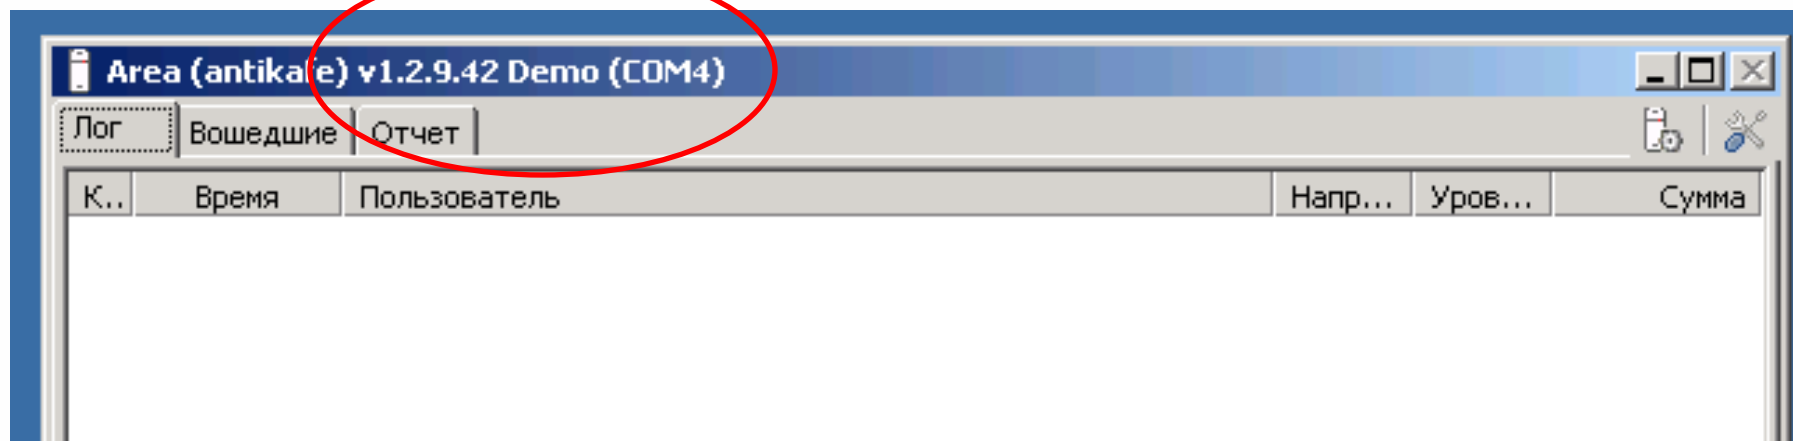 Area (antikafe) v1.2.9.42 Demo (COM4)
Лог Вошедшие Отчет
К.. Время Пользователь Напр... Уров... Сумма